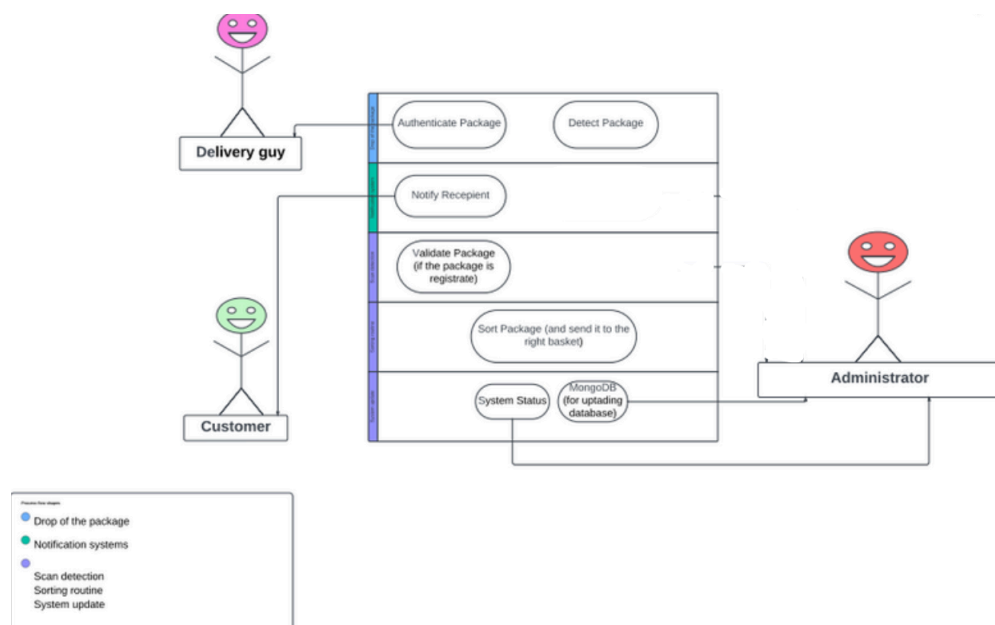 Authenticate Package
Detect Package
Delivery guy
Notify Recepient
Validate Package
(if the package is
registrate)
Sort Package (and send it to the
right basket)
Administrator
System Status
MongoDB
(for uptading
database)
Customer
Drop of the package
Notification systems
Scan detection
Sorting routine
System update